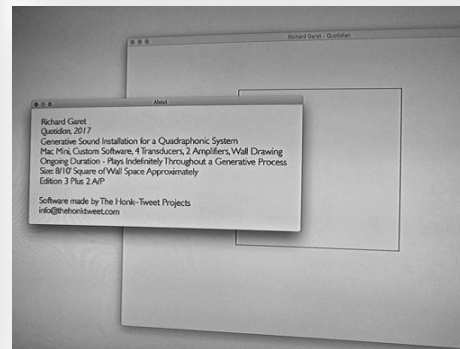 Richard Garet - Quotidian
About
Richard Garet
Quotidian, 2017
Generative Sound Installation for a Quadraphonic System
Mac Mini, Custom Software, 4 Transducers, 2 Amplifiers, Wall Drawing
Ongoing Duration - Plays Indefinitely Throughout a Generative Process
Size: 8/10' Square of Wall Space Approximately
Edition 3 Plus 2 A/P
Software made by The Honk-Tweet Projects
info@thehonktweet.com